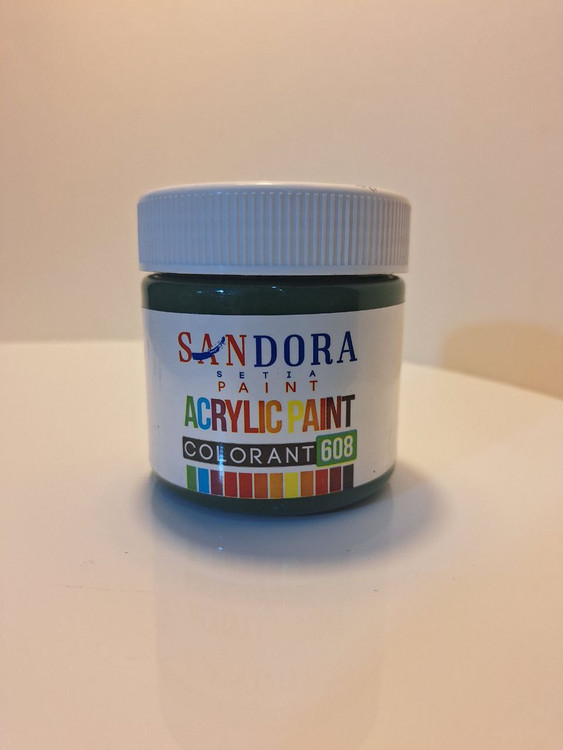 SANDORA
SETIA
PAINT
ACRYLIC PAINT
COLORANT 608